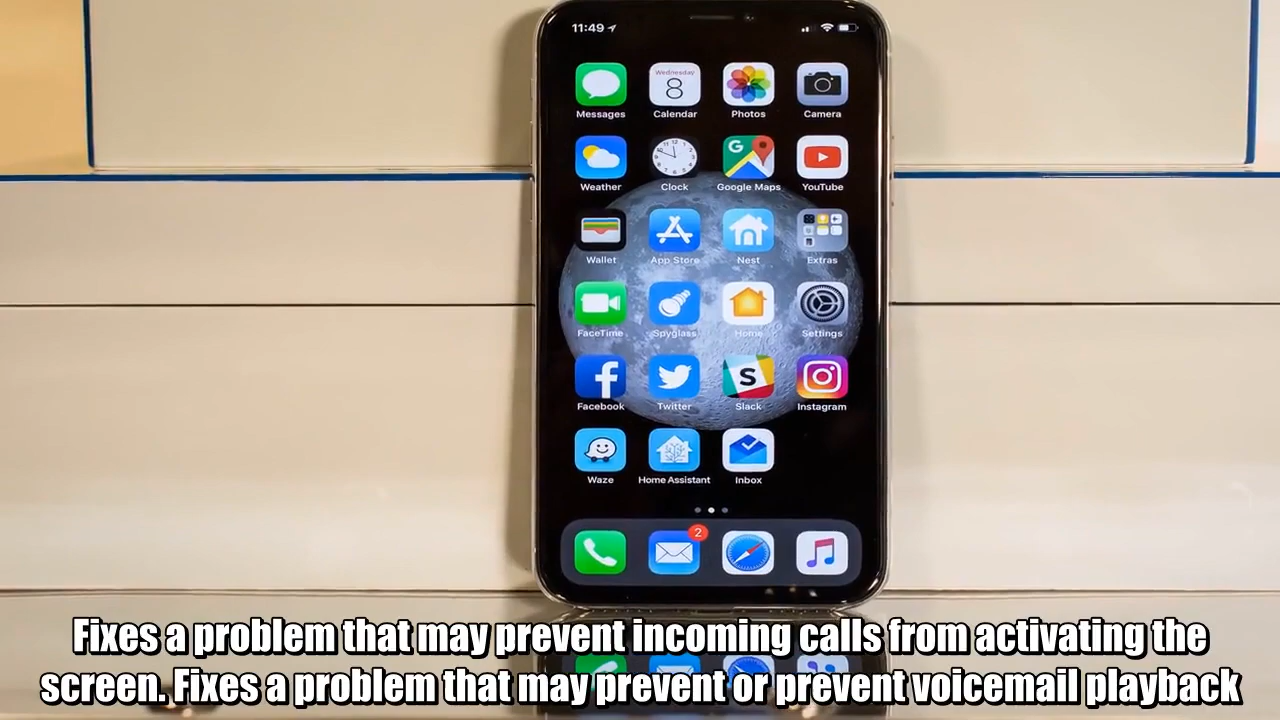 11:49
Messages
Wednesday
8
Calendar
Photos
Camera
Weather
Clock
G
Google Maps
YouTube
Wallet
App Store
Nest
Extras
FaceTime
Spyglass
Home
Settings
f
Facebook
Twitter
S
Slack
Instagram
Waze
Home Assistant
Inbox
2
Fixes a problem that may prevent incoming calls from activating the
screen. Fixes a problem that may prevent or prevent voicemail playback